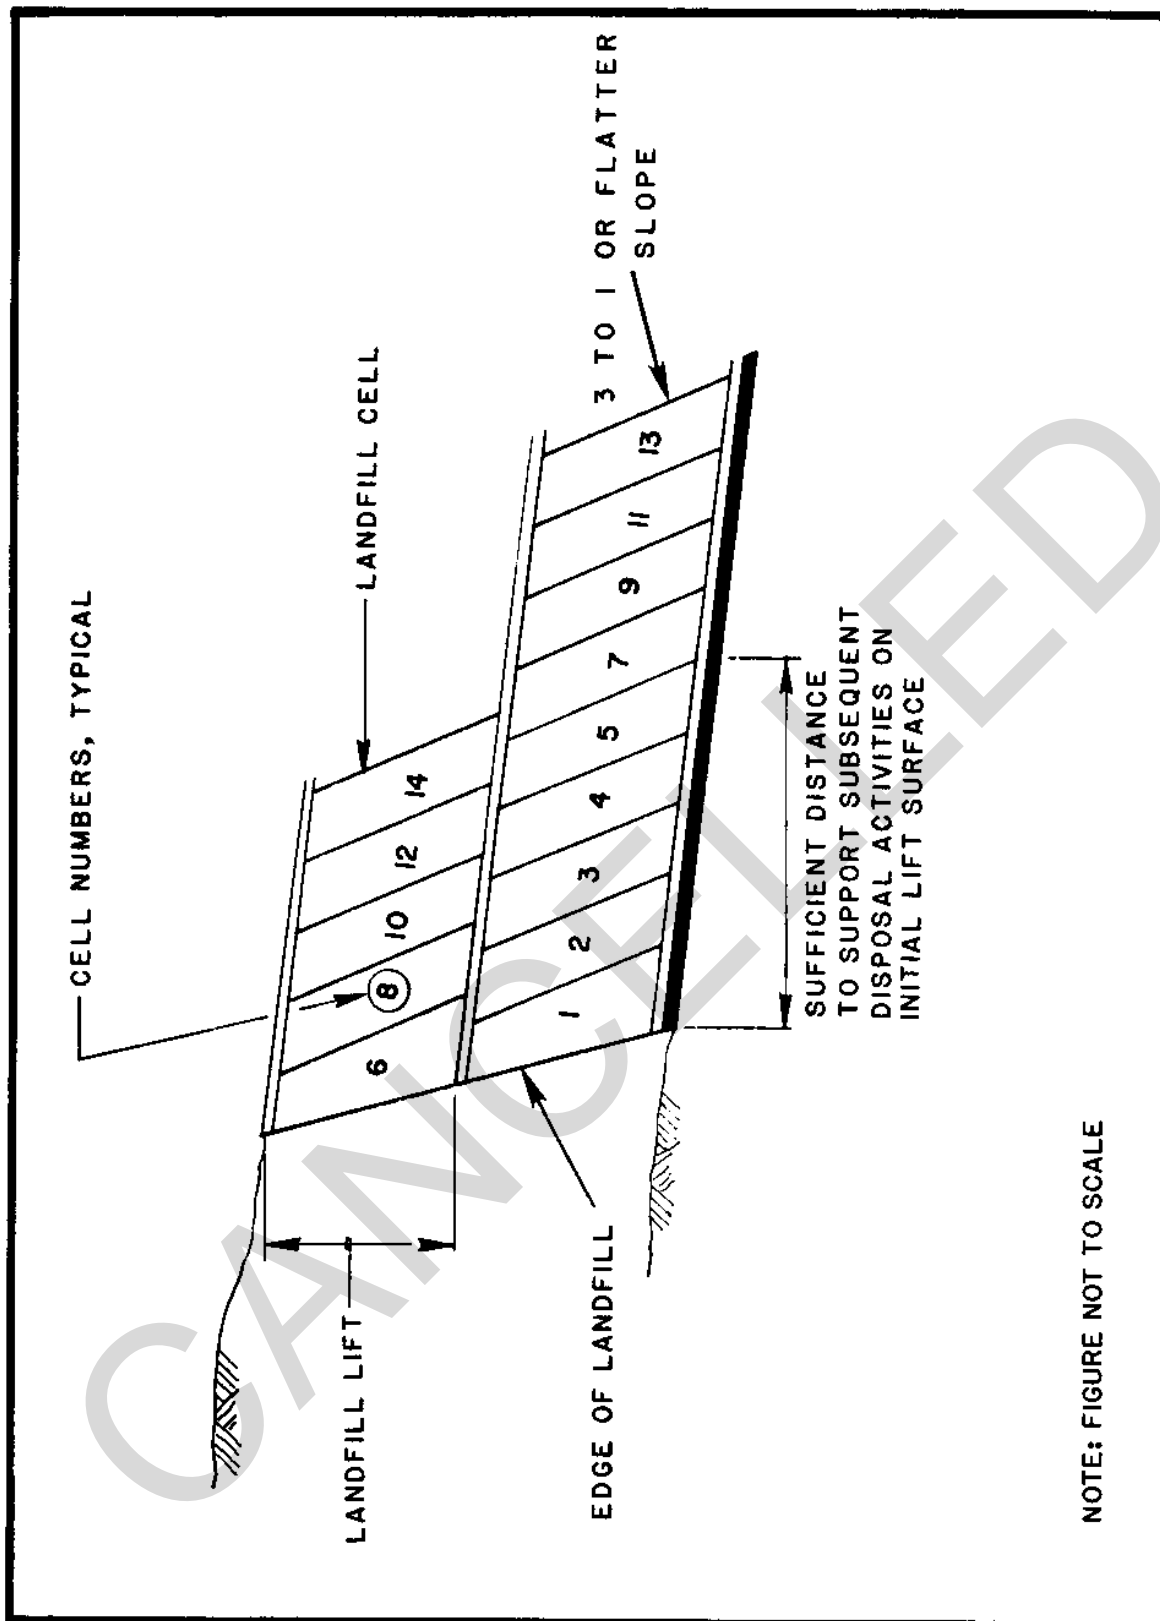 CELL NUMBERS, TYPICAL
LANDFILL CELL
3 TO 1 OR FLATTER
SLOPE
LANDFILL LIFT
6
8
10
12
14
EDGE OF LANDFILL
1
2
3
4
5
7
9
11
13
SUFFICIENT DISTANCE
TO SUPPORT SUBSEQUENT
DISPOSAL ACTIVITIES ON
INITIAL LIFT SURFACE
NOTE: FIGURE NOT TO SCALE
CANCELLED